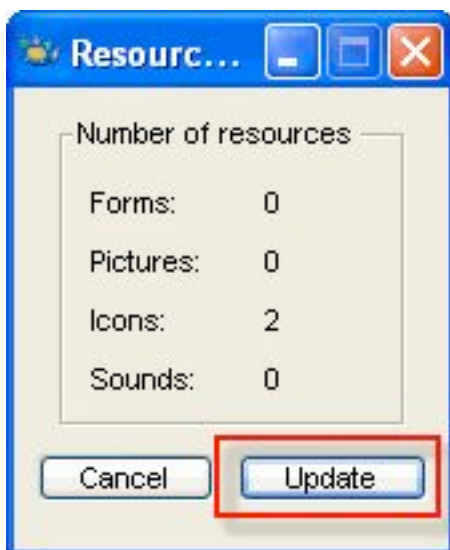 Resourc...
Number of resources
Forms: 0
Pictures: 0
Icons: 2
Sounds: 0
Cancel Update